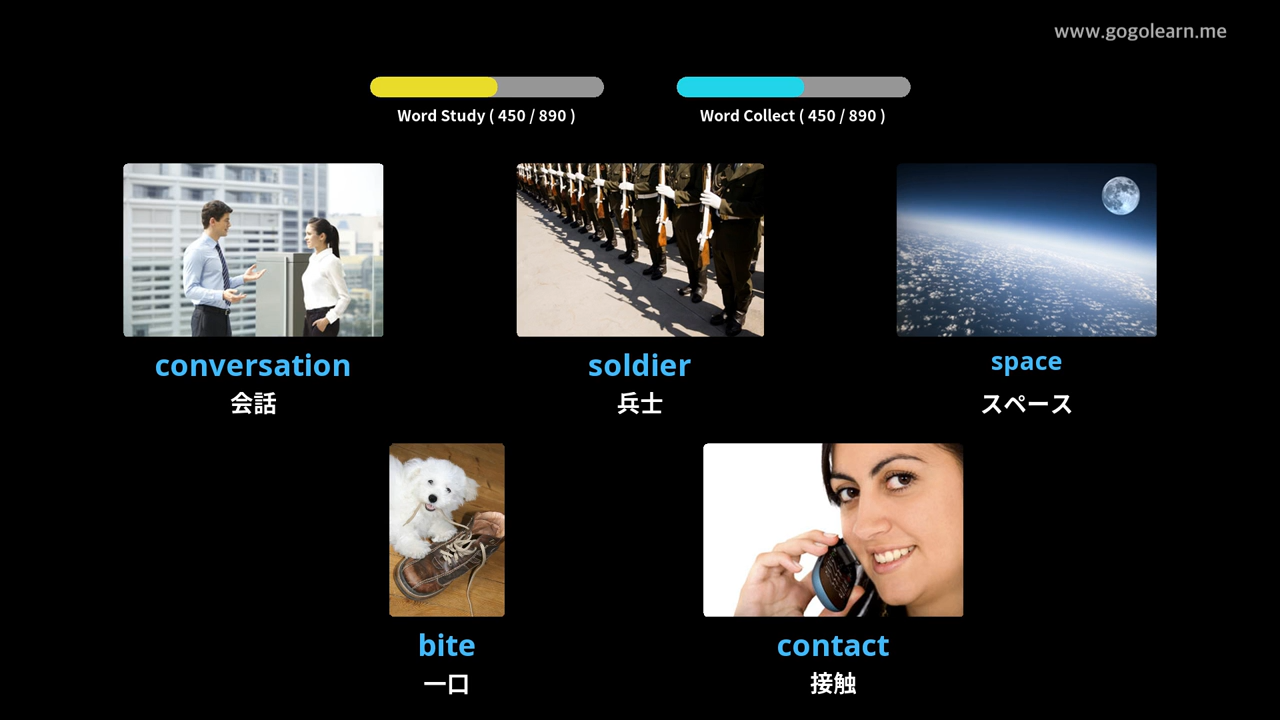 www.gogolearn.me
Word Study ( 450 / 890 )
Word Collect ( 450 / 890 )
conversation
会話
soldier
兵士
space
スペース
bite
一口
contact
接触